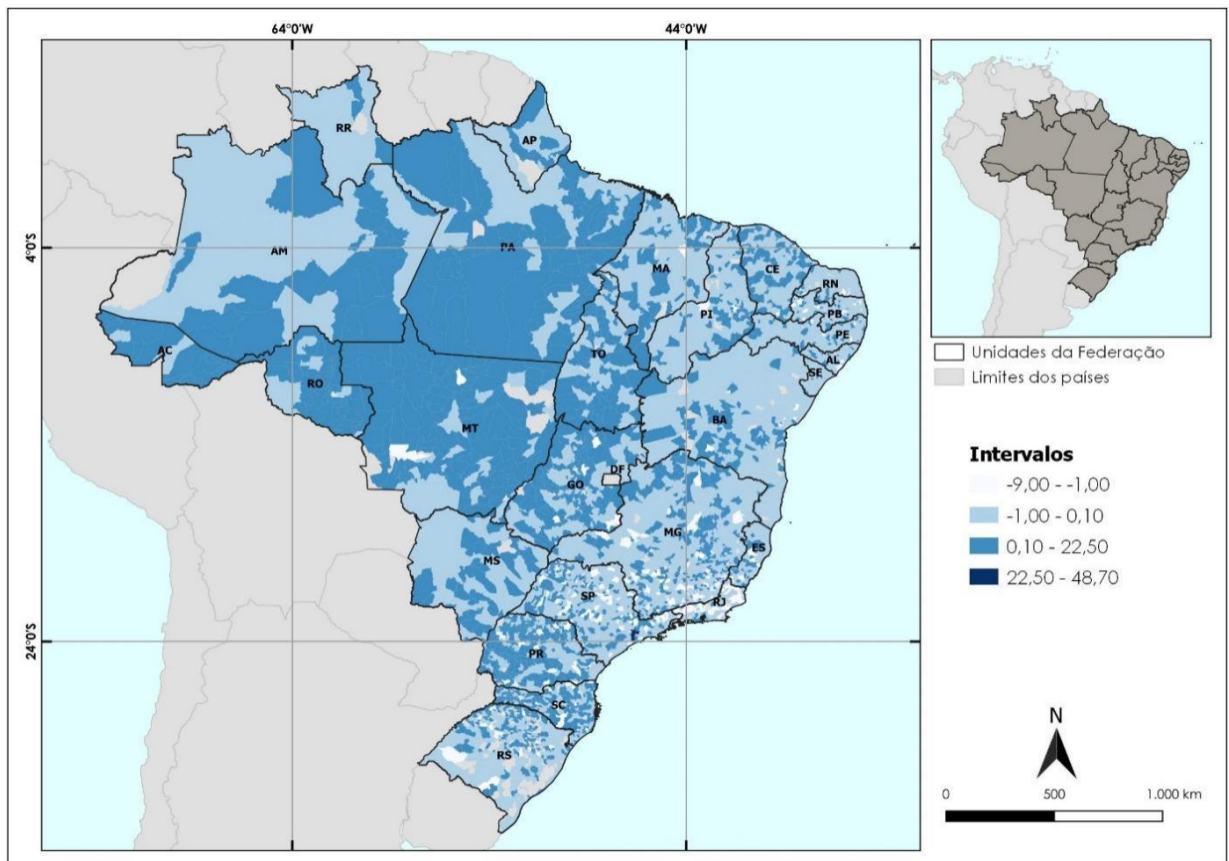 64°0'W 44°0'W
RR
AP
4°0'S
AM
PA
MA
CE
RN
PI
PB
PE
AC
TO
AL
SE
RO
MT
BA
GO
DF
MG
ES
MS
SP
RJ
24°0'S
PR
SC
RS
Unidades da Federação
Limites dos países
Intervalos
-9,00 - -1,00
-1,00 - 0,10
0,10 - 22,50
22,50 - 48,70
N
0 500 1.000 km